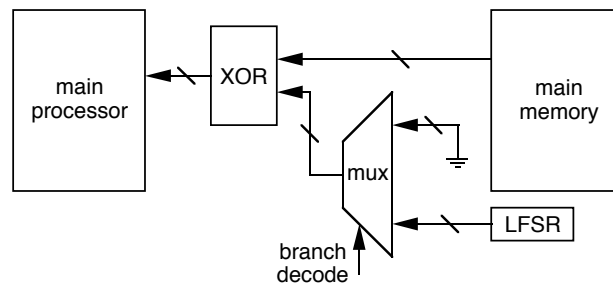 main
processor
XOR
main
memory
mux
LFSR
branch
decode